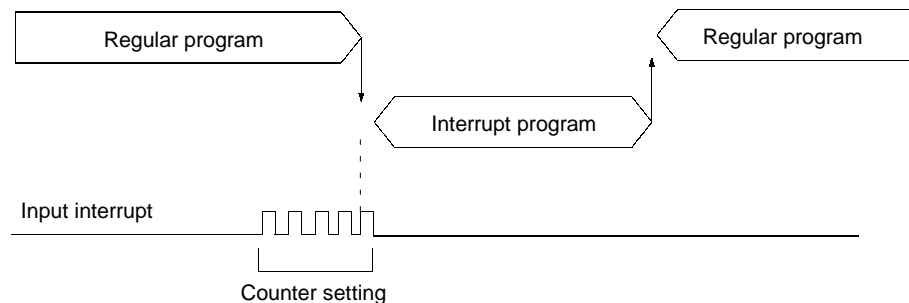 Regular program
Regular program
Interrupt program
Input interrupt
Counter setting